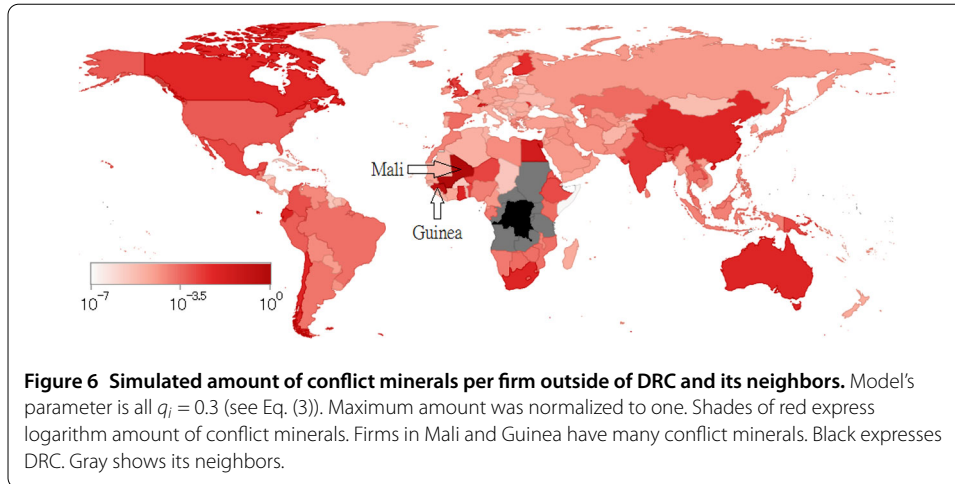 Mali
Guinea
10⁻⁷ 10⁻³·⁵ 10⁰
Figure 6 Simulated amount of conflict minerals per firm outside of DRC and its neighbors. Model's
parameter is all qᵢ = 0.3 (see Eq. (3)). Maximum amount was normalized to one. Shades of red express
logarithm amount of conflict minerals. Firms in Mali and Guinea have many conflict minerals. Black expresses
DRC. Gray shows its neighbors.